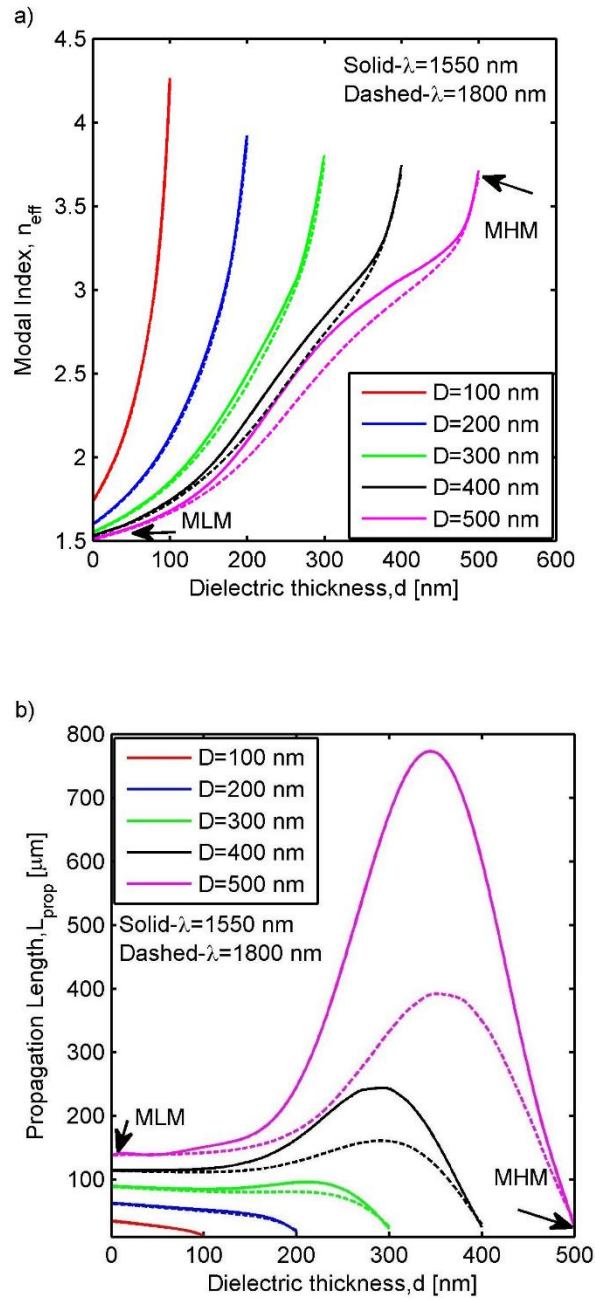 a)
4.5
4
3.5
3
2.5
2
1.5
Modal Index, n_eff
Solid-λ=1550 nm
Dashed-λ=1800 nm
MHM
D=100 nm
D=200 nm
D=300 nm
D=400 nm
D=500 nm
MLM
0 100 200 300 400 500 600
Dielectric thickness,d [nm]
b)
800
700
600
500
400
300
200
100
Propagation Length,L_prop [μm]
D=100 nm
D=200 nm
D=300 nm
D=400 nm
D=500 nm
Solid-λ=1550 nm
Dashed-λ=1800 nm
MLM
MHM
0 100 200 300 400 500
Dielectric thickness,d [nm]